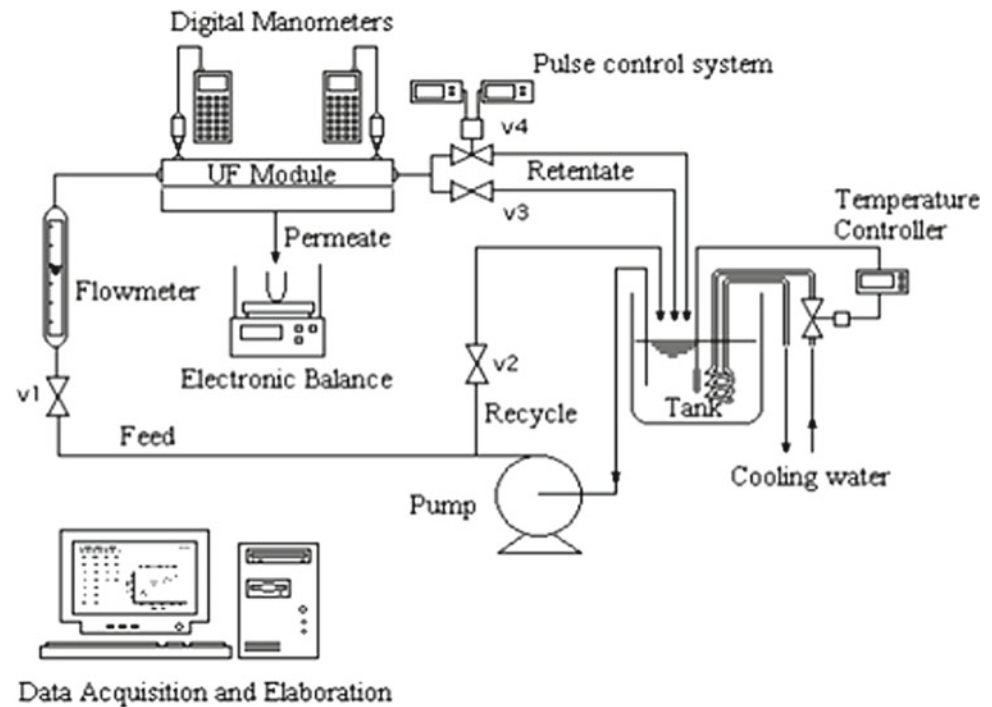 Digital Manometers
Pulse control system
v4
UF Module
Retentate
v3
Temperature
Controller
Permeate
Flowmeter
v2
v1
Electronic Balance
Recycle
Tank
Feed
Cooling water
Pump
Data Acquisition and Elaboration